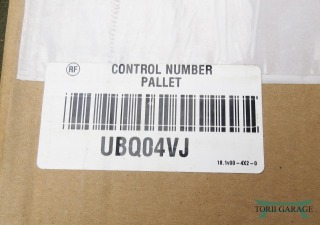 RF
CONTROL NUMBER
PALLET
UBQ04VJ
TORII GARAGE